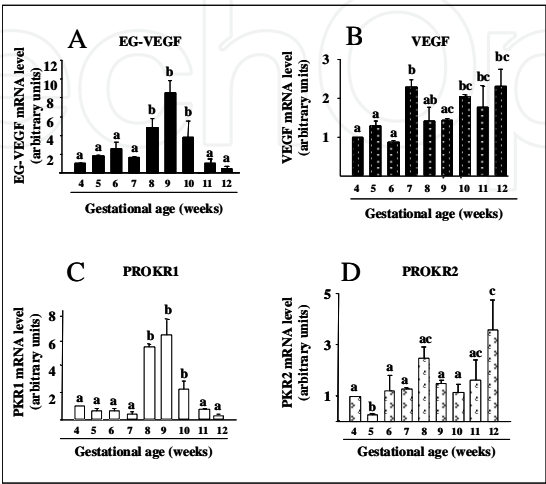 A EG-VEGF
EG-VEGF mRNA level
(arbitrary units)
12
10
8
6
4
2
a a a a b b b a a
4 5 6 7 8 9 10 11 12
Gestational age (weeks)
B VEGF
VEGF mRNA level
(arbitrary units)
3
2
1
a a a b ab ac bc bc bc
4 5 6 7 8 9 10 11 12
Gestational age (weeks)
C PROKR1
PKR1 mRNA level
(arbitrary units)
8
6
4
2
a a a a b b b a a
4 5 6 7 8 9 10 11 12
Gestational age (weeks)
D PROKR2
PKR2 mRNA level
(arbitrary units)
5
3
1
a b a a ac a a ac c
4 5 6 7 8 9 10 11 12
Gestational age (weeks)